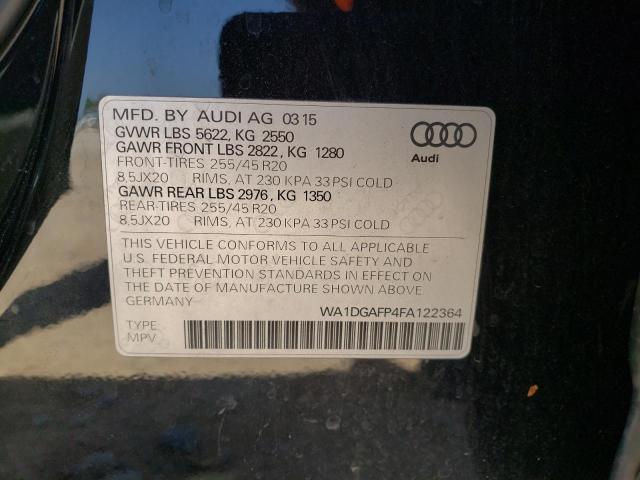 MFD. BY AUDI AG 03 15
GVWR LBS 5622, KG 2550
GAWR FRONT LBS 2822, KG 1280
FRONT-TIRES 255/45 R20
8,5JX20 RIMS, AT 230 KPA 33 PSI COLD
GAWR REAR LBS 2976, KG 1350
REAR-TIRES 255/45 R20
8,5JX20 RIMS, AT 230 KPA 33 PSI COLD
Audi
THIS VEHICLE CONFORMS TO ALL APPLICABLE
U.S. FEDERAL MOTOR VEHICLE SAFETY AND
THEFT PREVENTION STANDARDS IN EFFECT ON
THE DATE OF MANUFACTURE SHOWN ABOVE
GERMANY
WA1DGAFP4FA122364
TYPE:
MPV